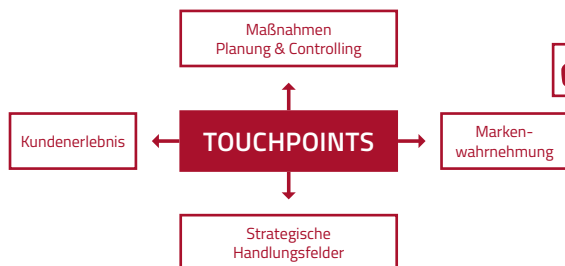 Maßnahmen
Planung & Controlling
Kundenerlebnis
TOUCHPOINTS
Marken-
wahrnehmung
Strategische
Handlungsfelder